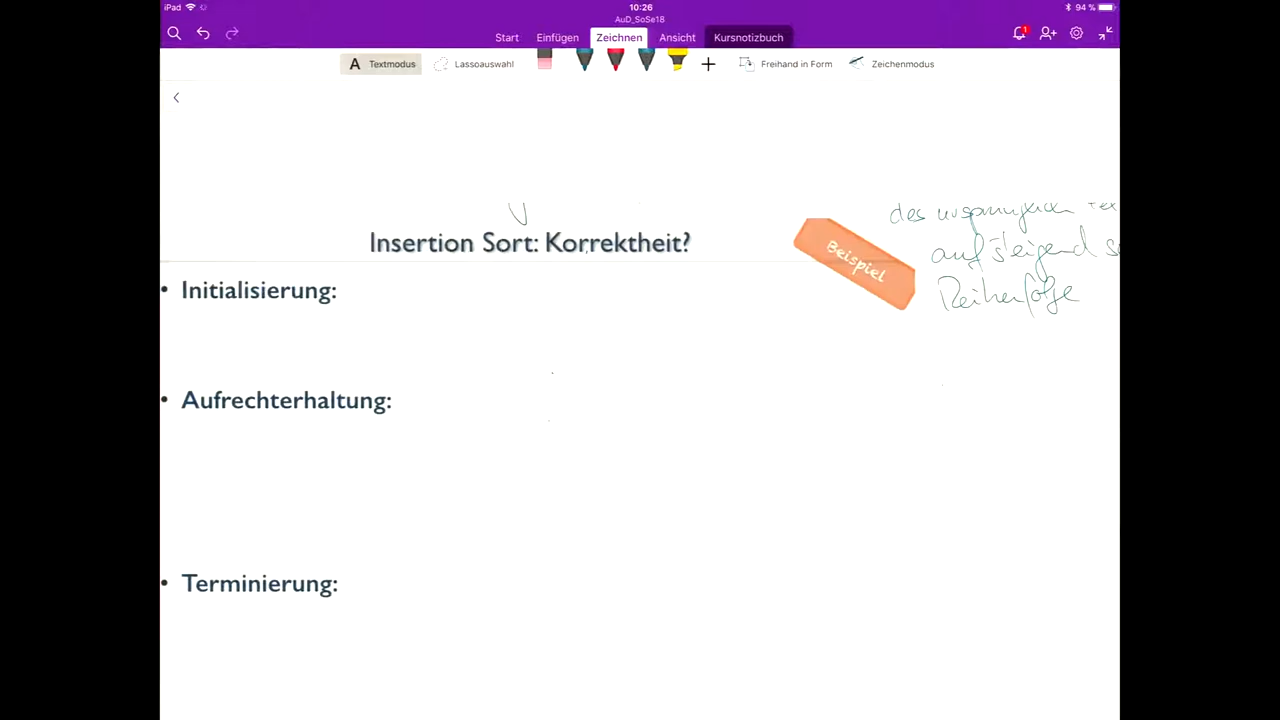 iPad
10:26
94 %
AuD_SoSe18
Start Einfügen Zeichnen Ansicht Kursnotizbuch
1
A Textmodus Lassoauswahl Freihand in Form Zeichenmodus
des
Insertion Sort: Korrektheit?
Beispiel
aufsteigend
Reihenfolge
• Initialisierung:
• Aufrechterhaltung:
• Terminierung: